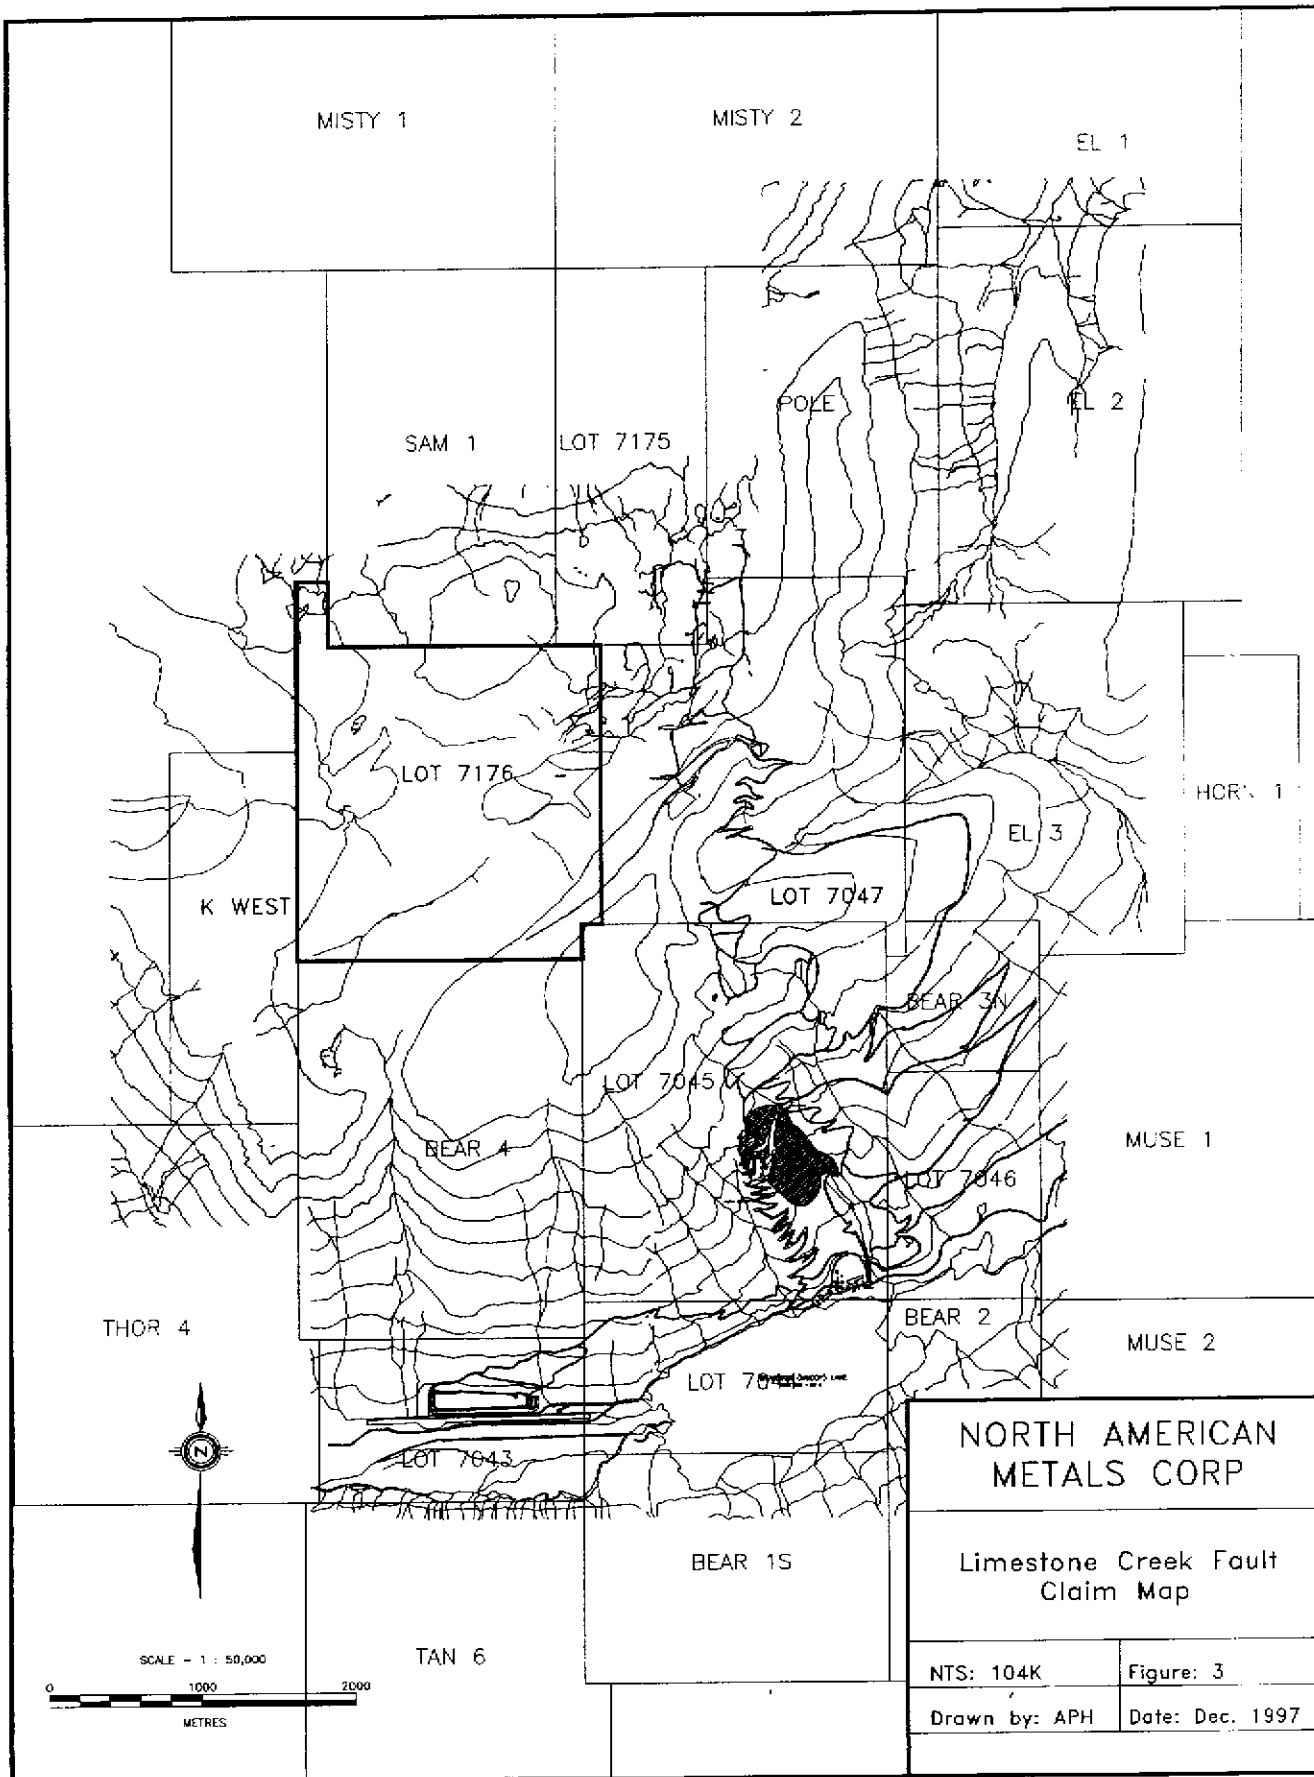 MISTY 1
MISTY 2
EL 1
POLE
EL 2
SAM 1
LOT 7175
LOT 7176
HORN 1
EL 3
K WEST
LOT 7047
BEAR 3N
LOT 7045
BEAR 4
MUSE 1
LOT 7046
THOR 4
BEAR 2
MUSE 2
LOT 70
LOT 7043
N
BEAR 1S
TAN 6
SCALE - 1 : 50,000
0 1000 2000
METRES
NORTH AMERICAN
METALS CORP
Limestone Creek Fault
Claim Map
NTS: 104K
Figure: 3
Drawn by: APH
Date: Dec. 1997